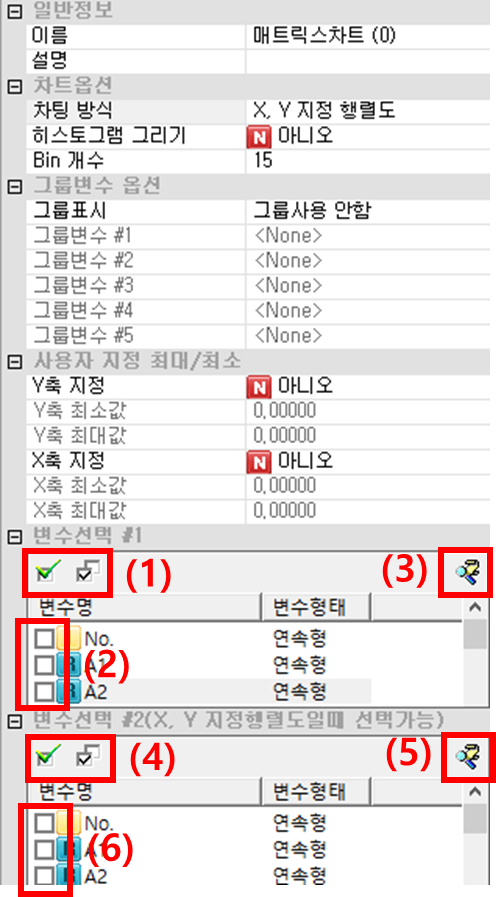 일반정보
이름 매트릭스차트 (0)
설명
차트옵션
차팅 방식 X, Y 지정 행렬도
히스토그램 그리기 N 아니오
Bin 개수 15
그룹변수 옵션
그룹표시 그룹사용 안함
그룹변수 #1 <None>
그룹변수 #2 <None>
그룹변수 #3 <None>
그룹변수 #4 <None>
그룹변수 #5 <None>
사용자 지정 최대/최소
Y축 지정 N 아니오
Y축 최소값 0,00000
Y축 최대값 0,00000
X축 지정 N 아니오
X축 최소값 0,00000
X축 최대값 0,00000
변수선택 #1
(1) (3)
변수명 변수형태
No. 연속형
(2) R A1 연속형
R A2 연속형
변수선택 #2(X, Y 지정행렬도일때 선택가능)
(4) (5)
변수명 변수형태
No. 연속형
(6) R A1 연속형
R A2 연속형